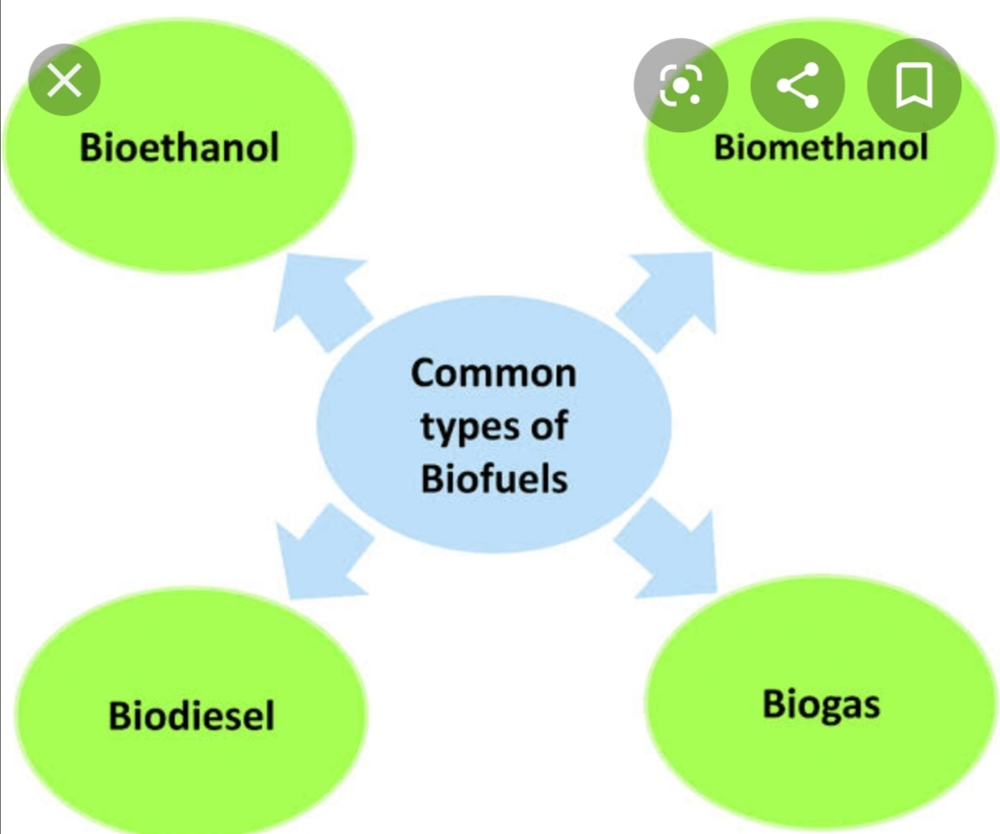 Bioethanol
Biomethanol
Common
types of
Biofuels
Biodiesel
Biogas